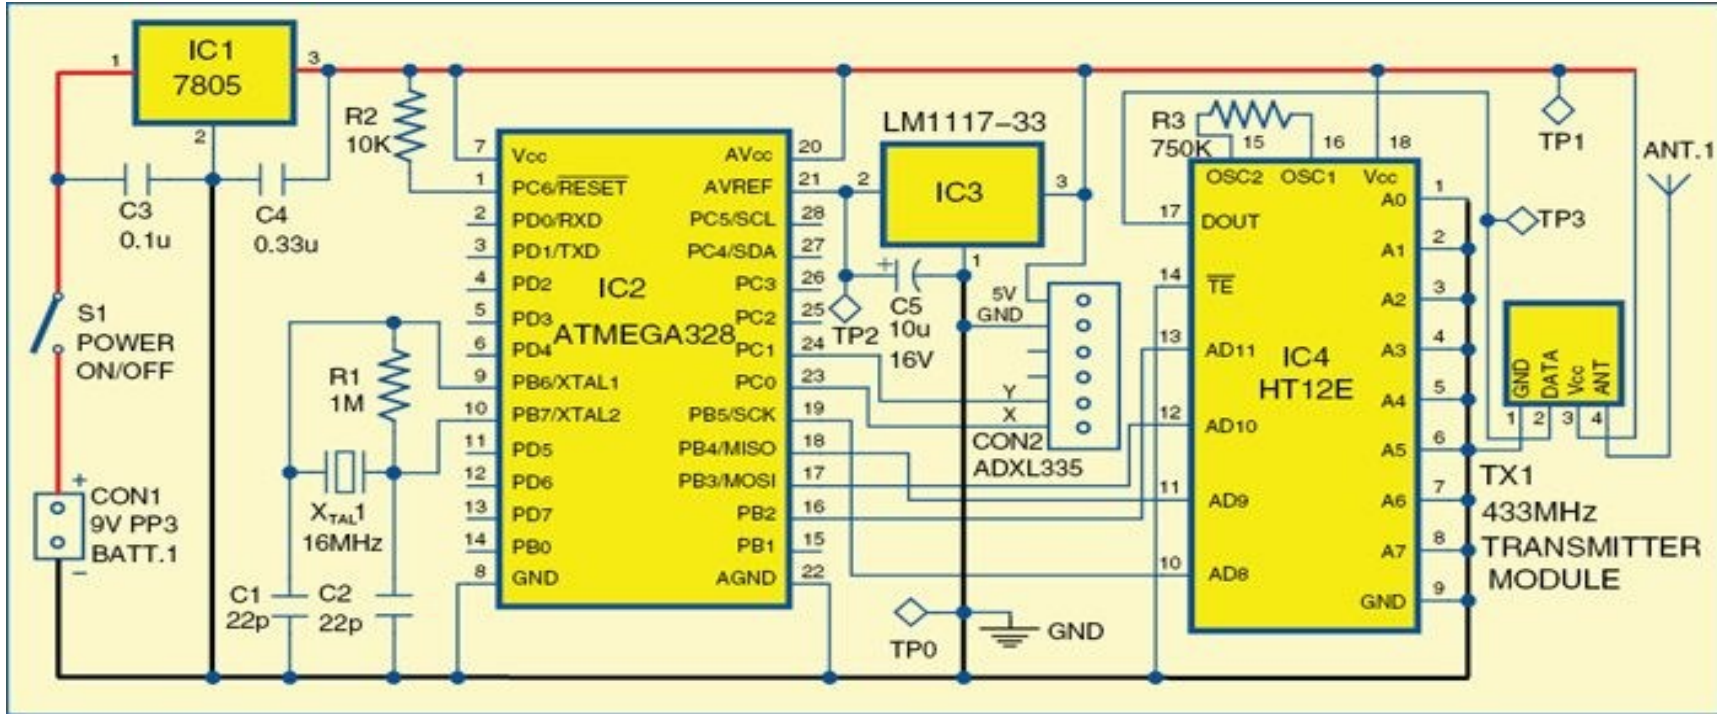 IC1
7805
1
3
2
R2
10K
C3
0.1u
C4
0.33u
S1
POWER
ON/OFF
+
CON1
9V PP3
BATT.1
−
R1
1M
XTAL1
16MHz
C1
22p
C2
22p
IC2
ATMEGA328
7 Vcc
1 PC6/RESET
2 PD0/RXD
3 PD1/TXD
4 PD2
5 PD3
6 PD4
9 PB6/XTAL1
10 PB7/XTAL2
11 PD5
12 PD6
13 PD7
14 PB0
8 GND
AVcc 20
AVREF 21
PC5/SCL 28
PC4/SDA 27
PC3 26
PC2 25
PC1 24
PC0 23
PB5/SCK 19
PB4/MISO 18
PB3/MOSI 17
PB2 16
PB1 15
AGND 22
LM1117-33
IC3
2
3
1
+
C5
10u
16V
TP2
5V
GND
Y
X
CON2
ADXL335
TP0
GND
R3
750K
15
16
18
OSC2 OSC1 Vcc
IC4
HT12E
17 DOUT
14 TE
13 AD11
12 AD10
11 AD9
10 AD8
A0 1
A1 2
A2 3
A3 4
A4 5
A5 6
A6 7
A7 8
GND 9
TP1
TP3
ANT.1
GND
DATA
Vcc
ANT
1 2 3 4
TX1
433MHz
TRANSMITTER
MODULE